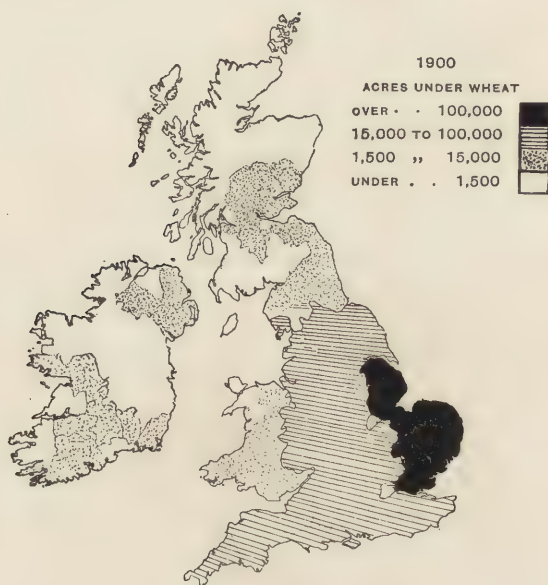 1900
ACRES UNDER WHEAT
OVER · · 100,000
15,000 TO 100,000
1,500 „ 15,000
UNDER . . 1,500